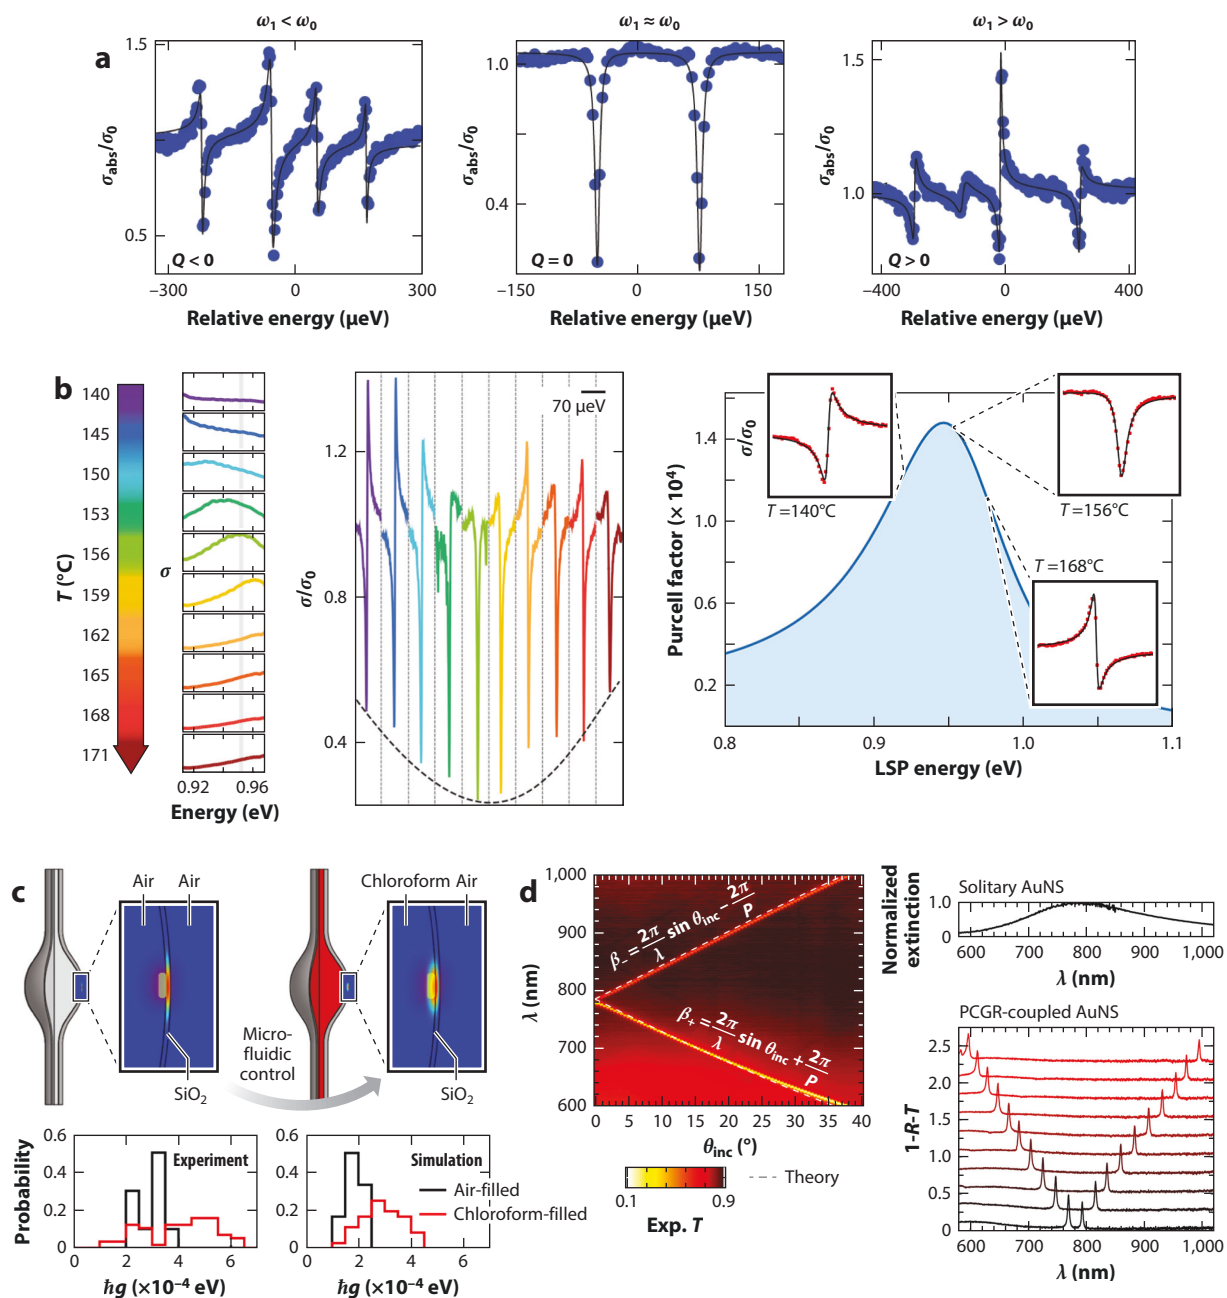 a
ω1 < ω0
σabs/σ0
1.5
1.0
0.5
Q < 0
−300 0 300
Relative energy (μeV)
ω1 ≈ ω0
σabs/σ0
1.0
0.4
Q = 0
−150 0 150
Relative energy (μeV)
ω1 > ω0
σabs/σ0
1.5
1.0
Q > 0
−400 0 400
Relative energy (μeV)
b
T (°C)
140
145
150
153
156
159
162
165
168
171
σ
0.92 0.96
Energy (eV)
σ/σ0
1.2
0.8
0.4
70 μeV
Purcell factor (× 10⁴)
1.4
1.0
0.6
0.2
0.8 0.9 1.0 1.1
LSP energy (eV)
σ/σ0
T = 140°C
T = 156°C
T = 168°C
c
Air Air
SiO2
Micro-
fluidic
control
Chloroform Air
SiO2
Probability
0.6
0.4
0.2
0
Experiment
0 2 4 6
ħg (×10⁻⁴ eV)
0.6
0.4
0.2
0
Simulation
Air-filled
Chloroform-filled
0 2 4 6
ħg (×10⁻⁴ eV)
d
λ (nm)
1,000
900
800
700
600
β− = 2π/λ sin θinc − 2π/P
β+ = 2π/λ sin θinc + 2π/P
0 5 10 15 20 25 30 35 40
θinc (°)
0.1 0.9
Exp. T
Theory
Normalized
extinction
Solitary AuNS
1.0
0.0
600 700 800 900 1,000
λ (nm)
PCGR-coupled AuNS
1-R-T
2.5
2.0
1.5
1.0
0.5
0
600 700 800 900 1,000
λ (nm)